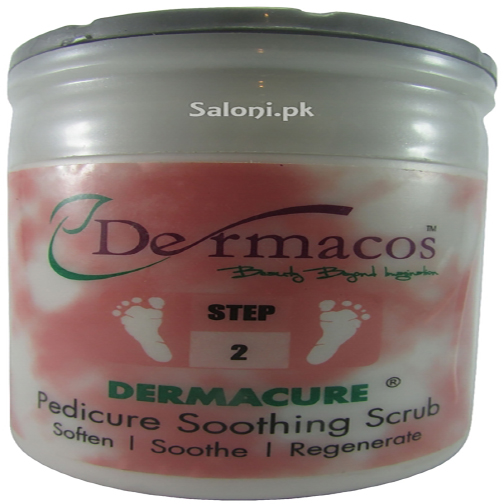 Saloni.pk
Dermacos™
Beauty Beyond Imagination
STEP
2
DERMACURE ®
Pedicure Soothing Scrub
Soften | Soothe | Regenerate